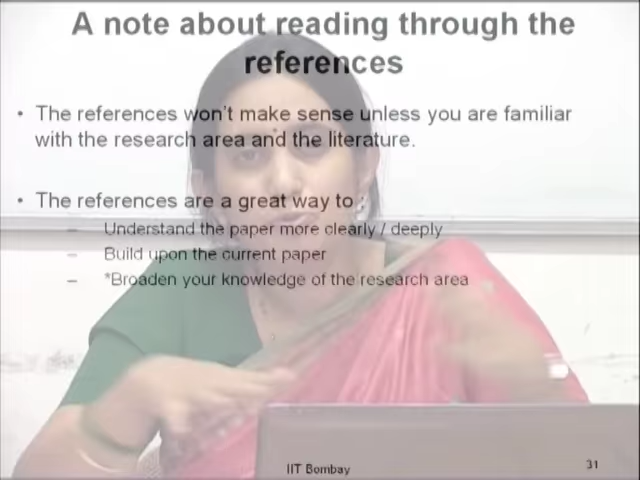 A note about reading through the
references
• The references won't make sense unless you are familiar
with the research area and the literature.
• The references are a great way to :
– Understand the paper more clearly / deeply
– Build upon the current paper
– *Broaden your knowledge of the research area
IIT Bombay
31